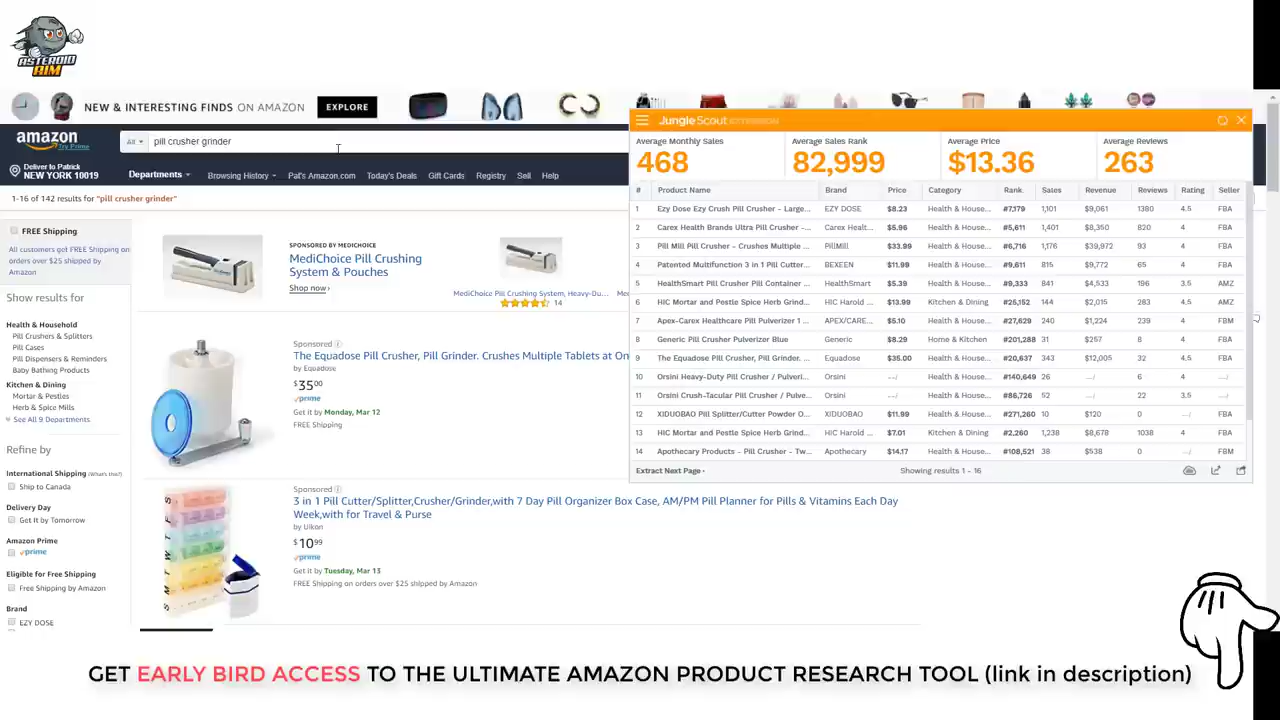 ASTEROID
AIM
NEW & INTERESTING FINDS ON AMAZON
EXPLORE
amazon
Try Prime
All
pill crusher grinder
Deliver to Patrick
NEW YORK 10019
Departments
Browsing History
Pat's Amazon.com
Today's Deals
Gift Cards
Registry
Sell
Help
1-16 of 142 results for "pill crusher grinder"
FREE Shipping
All customers get FREE Shipping on
orders over $25 shipped by
Amazon
Show results for
Health & Household
Pill Crushers & Splitters
Pill Cases
Pill Dispensers & Reminders
Baby Bathing Products
Kitchen & Dining
Mortar & Pestles
Herb & Spice Mills
See All 9 Departments
Refine by
International Shipping (What's this?)
Ship to Canada
Delivery Day
Get It by Tomorrow
Amazon Prime
prime
Eligible for Free Shipping
Free Shipping by Amazon
Brand
EZY DOSE
SPONSORED BY MEDICHOICE
MediChoice Pill Crushing
System & Pouches
Shop now ›
MediChoice Pill Crushing System, Heavy-Du...
Me
14
Sponsored
The Equadose Pill Crusher, Pill Grinder. Crushes Multiple Tablets at On
by Equadose
$35 00
prime
Get it by Monday, Mar 12
FREE Shipping
Sponsored
3 in 1 Pill Cutter/Splitter,Crusher/Grinder,with 7 Day Pill Organizer Box Case, AM/PM Pill Planner for Pills & Vitamins Each Day
Week,with for Travel & Purse
by Uikon
$10 99
prime
Get it by Tuesday, Mar 13
FREE Shipping on orders over $25 shipped by Amazon
Jungle Scout EXTENSION
Average Monthly Sales
468
Average Sales Rank
82,999
Average Price
$13.36
Average Reviews
263
# Product Name Brand Price Category Rank Sales Revenue Reviews Rating Seller
1 Ezy Dose Ezy Crush Pill Crusher - Large... EZY DOSE $8.23 Health & House... #7,179 1,101 $9,061 1380 4.5 FBA
2 Carex Health Brands Ultra Pill Crusher - Carex Healt... $5.96 Health & House... #5,611 1,401 $8,350 820 4 FBA
3 Pill Mill Pill Crusher - Crushes Multiple ... PillMill $33.99 Health & House... #6,716 1,176 $39,972 93 4 FBA
4 Patented Multifunction 3 in 1 Pill Cutter... BEXEEN $11.99 Health & House... #9,611 815 $9,772 65 4 FBA
5 HealthSmart Pill Crusher Pill Container ... HealthSmart $5.39 Health & House... #9,333 841 $4,533 196 3.5 AMZ
6 HIC Mortar and Pestle Spice Herb Grind... HIC Harold ... $13.99 Kitchen & Dining #25,152 144 $2,015 283 4.5 AMZ
7 Apex-Carex Healthcare Pill Pulverizer 1 ... APEX/CARE... $5.10 Health & House... #27,629 240 $1,224 239 4 FBM
8 Generic Pill Crusher Pulverizer Blue Generic $8.29 Home & Kitchen #201,288 31 $257 8 4 FBA
9 The Equadose Pill Crusher, Pill Grinder. ... Equadose $35.00 Health & House... #20,637 343 $12,005 32 4.5 FBA
10 Orsini Heavy-Duty Pill Crusher / Pulveri... Orsini --/ Health & House... #140,649 26 --/ 6 4 --/
11 Orsini Crush-Tacular Pill Crusher / Pulve... Orsini --/ Health & House... #86,726 52 --/ 22 3.5 --/
12 XIDUOBAO Pill Splitter/Cutter Powder O... XIDUOBAO $11.99 Health & House... #271,260 10 $120 0 --/ FBA
13 HIC Mortar and Pestle Spice Herb Grind... HIC Harold ... $7.01 Kitchen & Dining #2,260 1,238 $8,678 1038 4 FBA
14 Apothecary Products - Pill Crusher - Tw... Apothecary $14.17 Health & House... #108,521 38 $538 0 --/ FBM
Extract Next Page ›
Showing results 1 - 16
GET EARLY BIRD ACCESS TO THE ULTIMATE AMAZON PRODUCT RESEARCH TOOL (link in description)